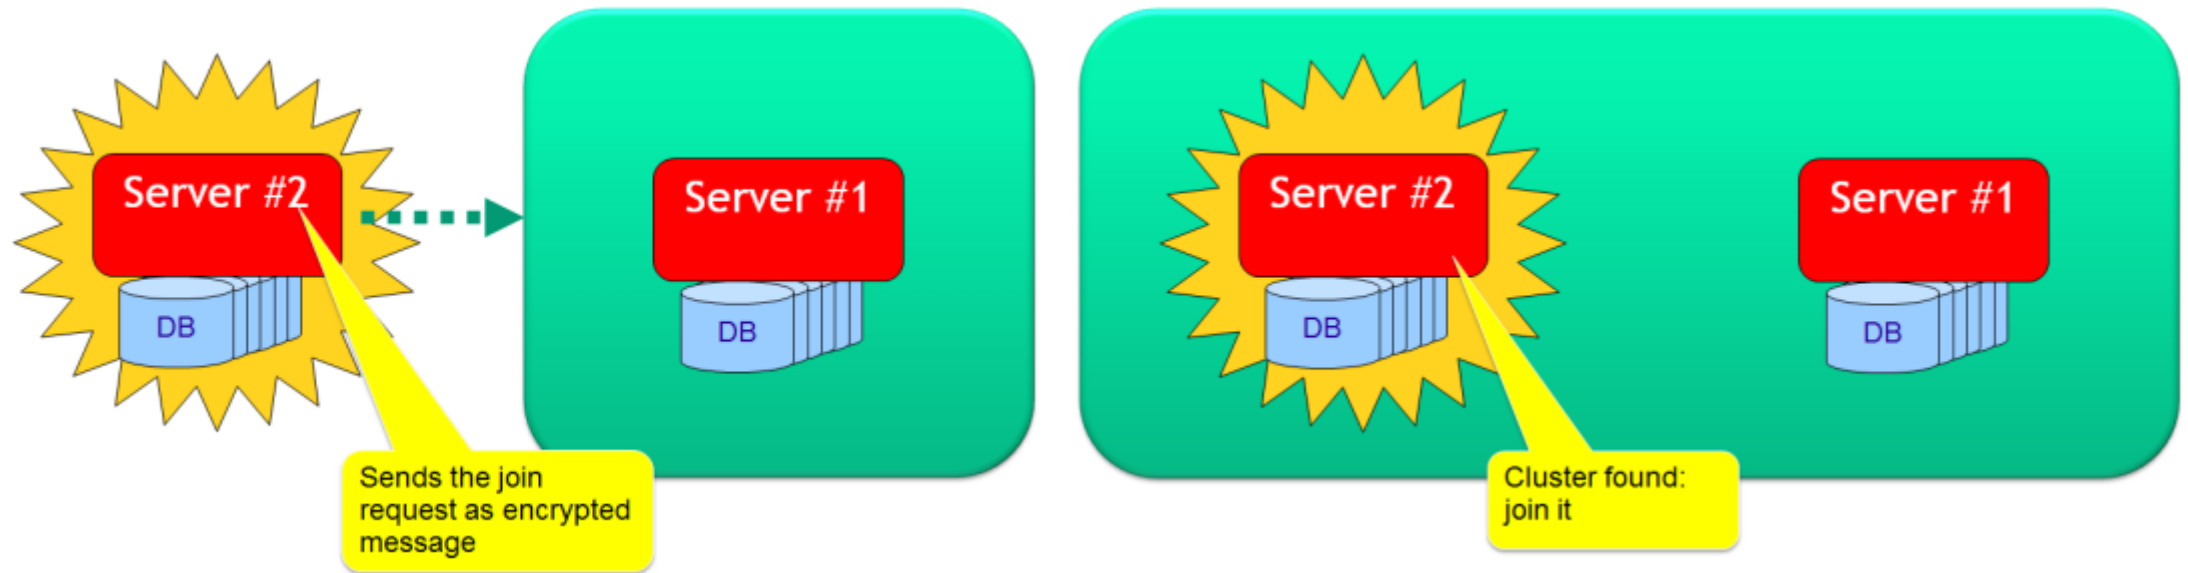 Server #2
DB
Sends the join
request as encrypted
message
Server #1
DB
Server #2
DB
Cluster found:
join it
Server #1
DB